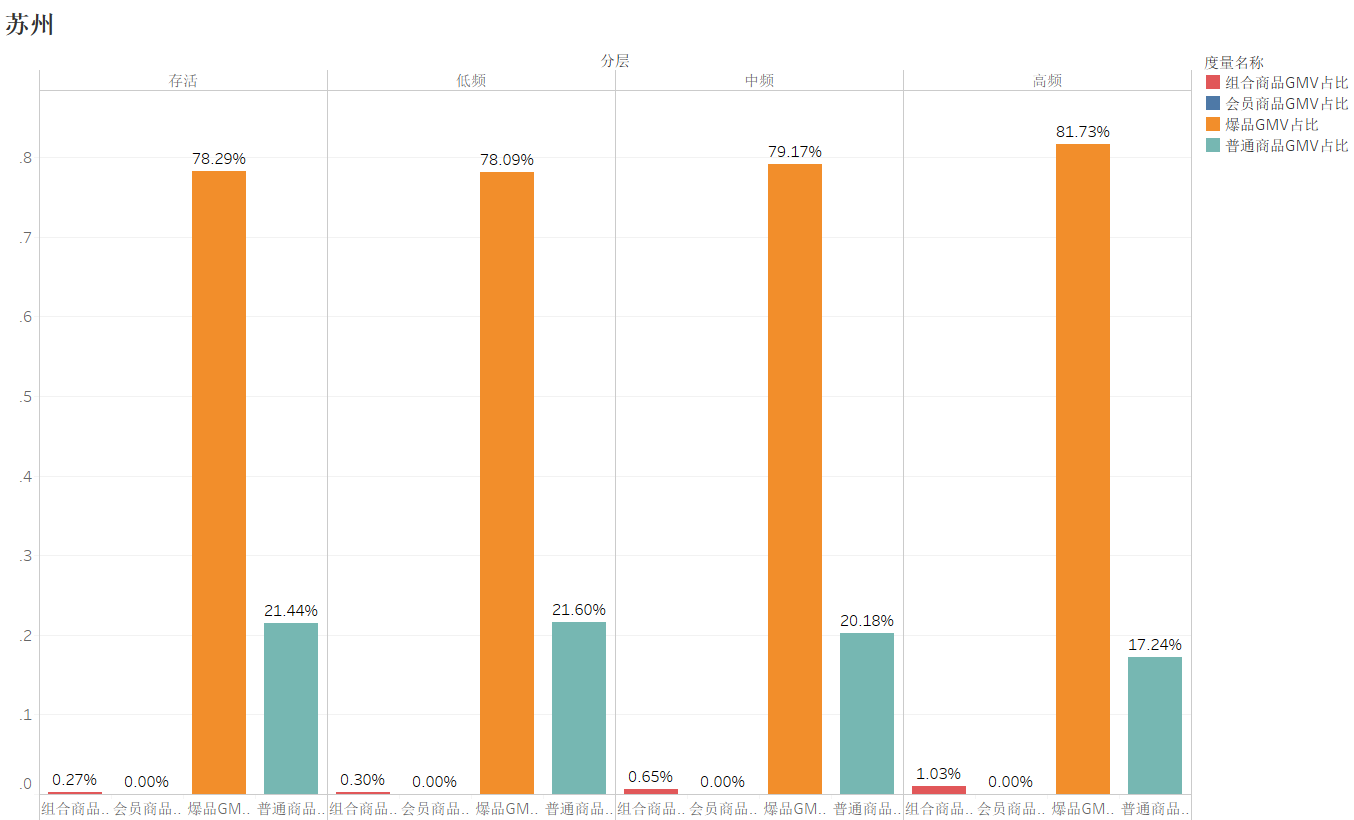 苏州
分层
存活 低频 中频 高频
度量名称
组合商品GMV占比
会员商品GMV占比
爆品GMV占比
普通商品GMV占比
.8
.7
.6
.5
.4
.3
.2
.1
.0
0.27% 0.00% 78.29% 21.44%
0.30% 0.00% 78.09% 21.60%
0.65% 0.00% 79.17% 20.18%
1.03% 0.00% 81.73% 17.24%
组合商品.. 会员商品.. 爆品GM.. 普通商品.. 组合商品.. 会员商品.. 爆品GM.. 普通商品.. 组合商品.. 会员商品.. 爆品GM.. 普通商品.. 组合商品.. 会员商品.. 爆品GM.. 普通商品..